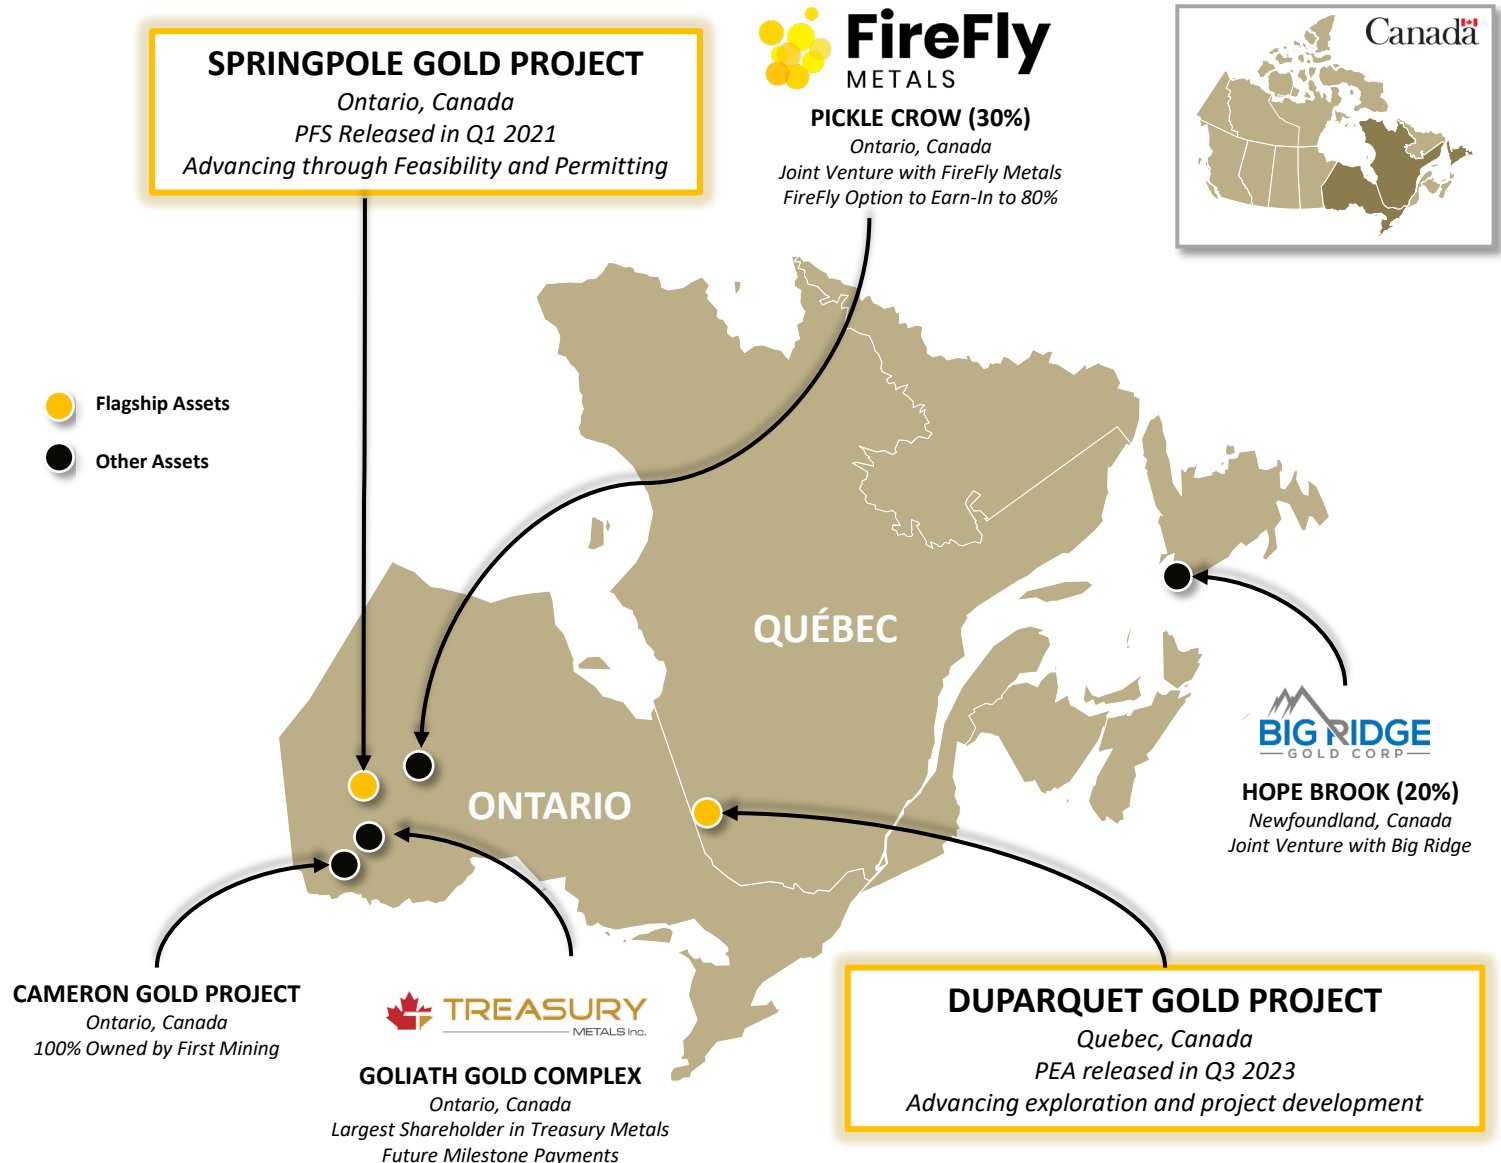 SPRINGPOLE GOLD PROJECT
Ontario, Canada
PFS Released in Q1 2021
Advancing through Feasibility and Permitting
FireFly
METALS
PICKLE CROW (30%)
Ontario, Canada
Joint Venture with FireFly Metals
FireFly Option to Earn-In to 80%
Canada
Flagship Assets
Other Assets
QUÉBEC
ONTARIO
BIG RIDGE
GOLD CORP
HOPE BROOK (20%)
Newfoundland, Canada
Joint Venture with Big Ridge
CAMERON GOLD PROJECT
Ontario, Canada
100% Owned by First Mining
TREASURY
METALS Inc.
GOLIATH GOLD COMPLEX
Ontario, Canada
Largest Shareholder in Treasury Metals
Future Milestone Payments
DUPARQUET GOLD PROJECT
Quebec, Canada
PEA released in Q3 2023
Advancing exploration and project development